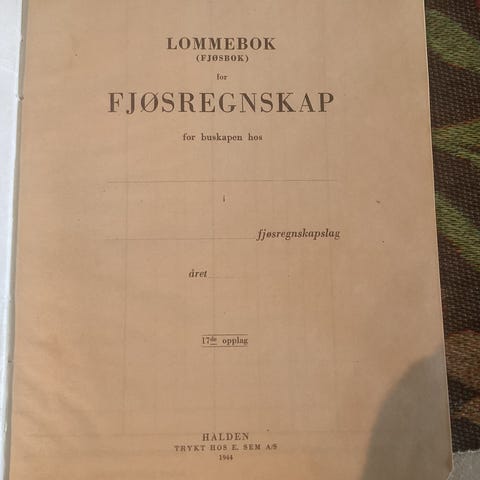 LOMMEBOK
(FJØSBOK)
for
FJØSREGNSKAP
for buskapen hos
i
fjøsregnskapslag
året
17de opplag
HALDEN
TRYKT HOS E. SEM A/S
1944